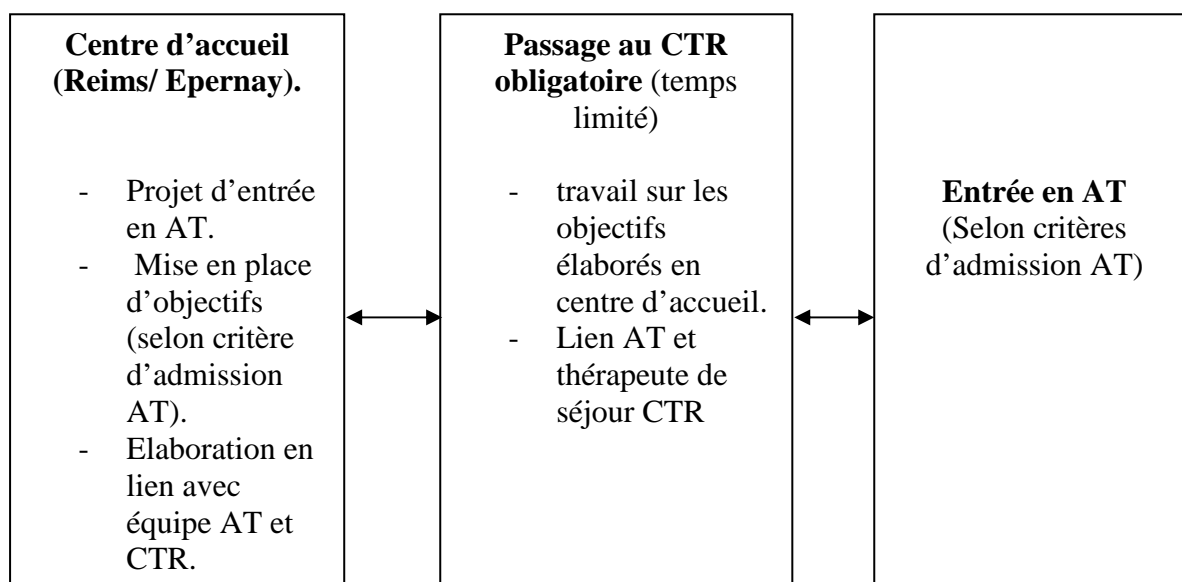 Centre d’accueil
(Reims/ Epernay).
- Projet d’entrée
en AT.
- Mise en place
d’objectifs
(selon critère
d’admission
AT).
- Elaboration en
lien avec
équipe AT et
CTR.
Passage au CTR
obligatoire (temps
limité)
- travail sur les
objectifs
élaborés en
centre d’accueil.
- Lien AT et
thérapeute de
séjour CTR
Entrée en AT
(Selon critères
d’admission AT)